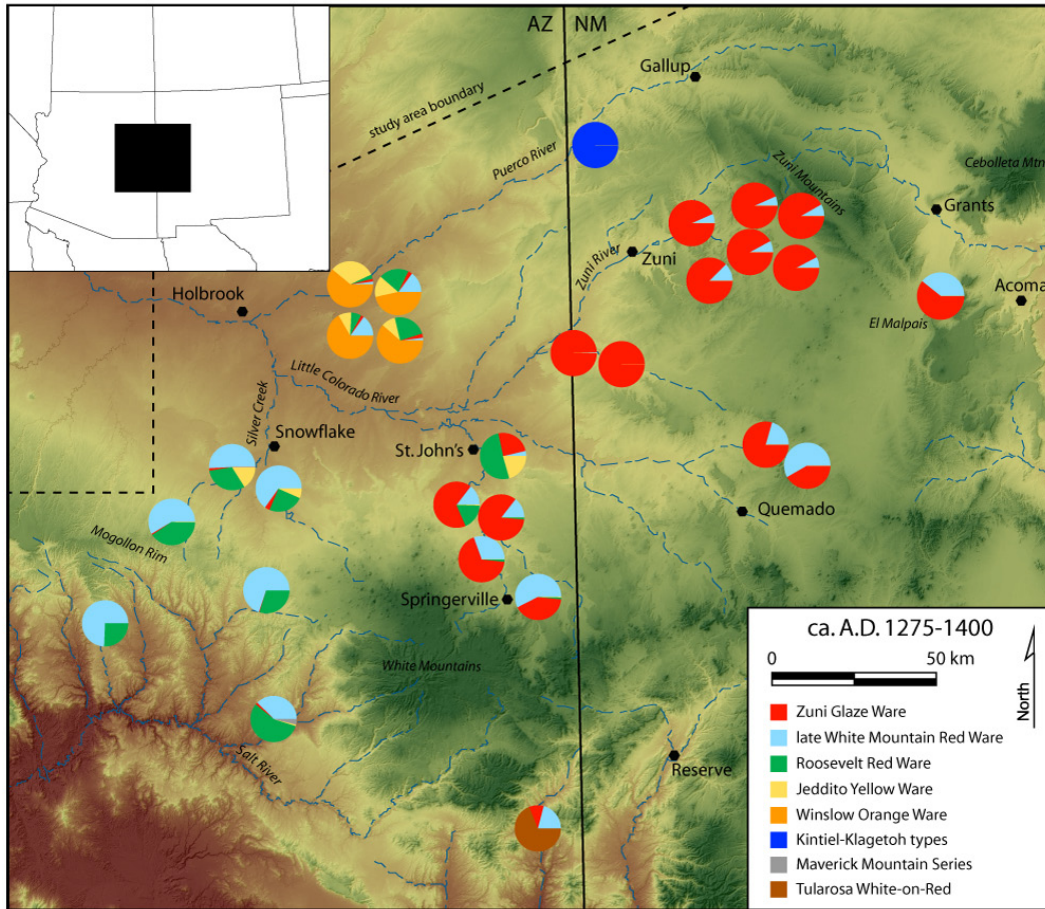 AZ NM
Gallup
study area boundary
Puerco River
Zuni Mountains
Cebolleta Mtn
Grants
Zuni River
Zuni
Acoma
Holbrook
El Malpais
Little Colorado River
Silver Creek
Snowflake
St. John's
Quemado
Mogollon Rim
Springerville
White Mountains
Salt River
Reserve
ca. A.D. 1275-1400
0 50 km
North
Zuni Glaze Ware
late White Mountain Red Ware
Roosevelt Red Ware
Jeddito Yellow Ware
Winslow Orange Ware
Kintiel-Klagetoh types
Maverick Mountain Series
Tularosa White-on-Red